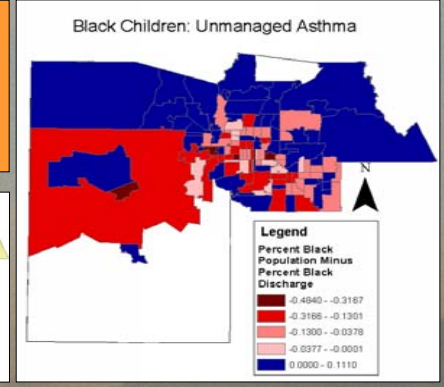 Black Children: Unmanaged Asthma
N
Legend
Percent Black
Population Minus
Percent Black
Discharge
-0.4840 - -0.3167
-0.3166 - -0.1301
-0.1300 - -0.0378
-0.0377 - -0.0001
0.0000 - 0.1110